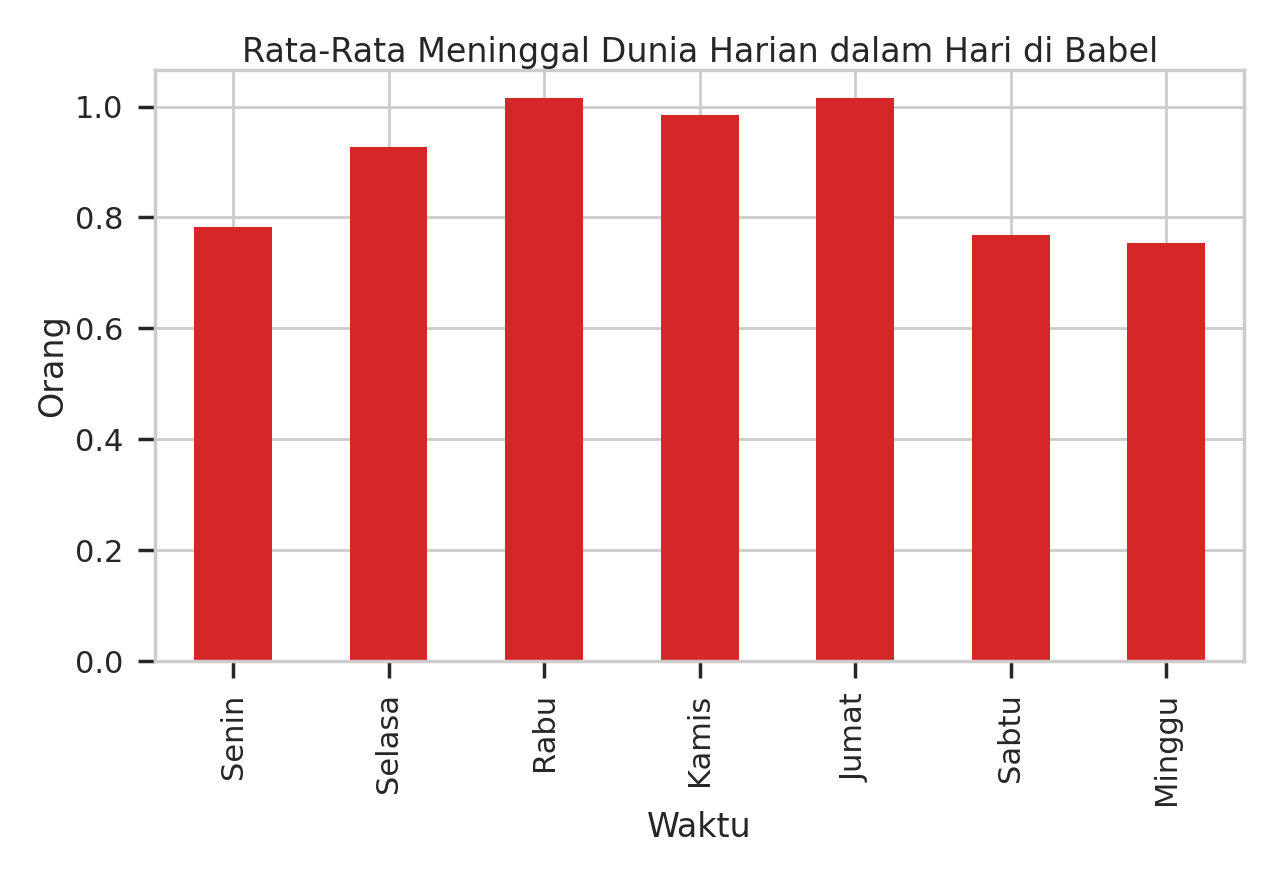 Rata-Rata Meninggal Dunia Harian dalam Hari di Babel
1.0
0.8
0.6
0.4
0.2
0.0
Orang
Senin
Selasa
Rabu
Kamis
Jumat
Sabtu
Minggu
Waktu